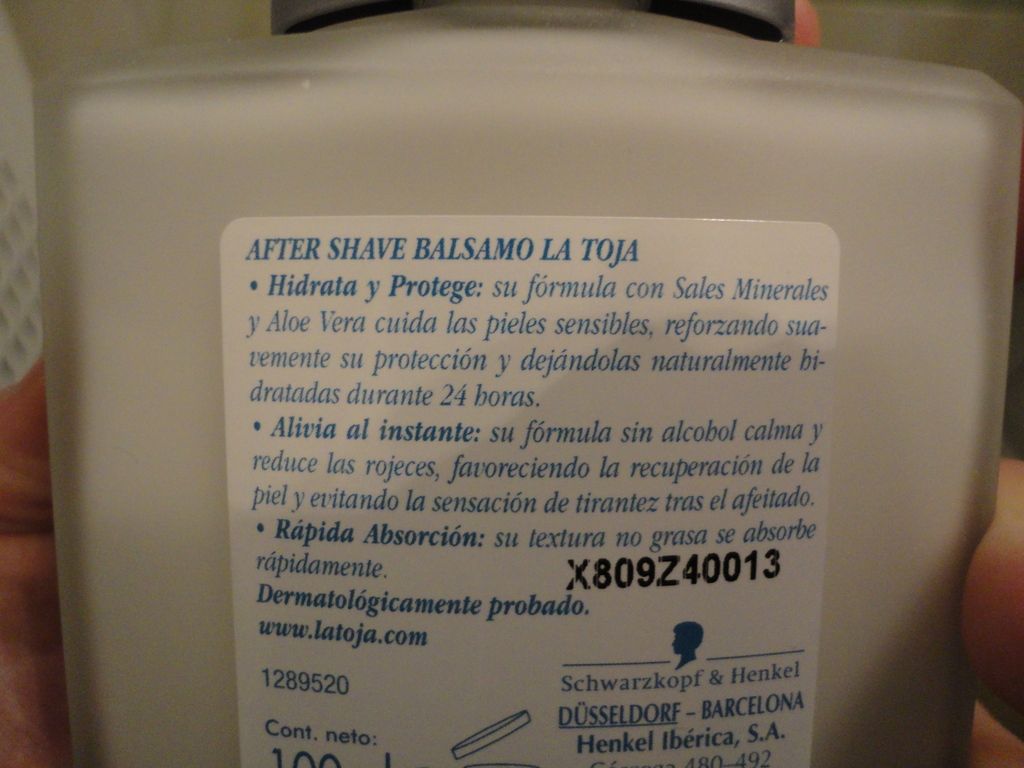 AFTER SHAVE BALSAMO LA TOJA
• Hidrata y Protege: su fórmula con Sales Minerales
y Aloe Vera cuida las pieles sensibles, reforzando sua-
vemente su protección y dejándolas naturalmente hi-
dratadas durante 24 horas.
• Alivia al instante: su fórmula sin alcohol calma y
reduce las rojeces, favoreciendo la recuperación de la
piel y evitando la sensación de tirantez tras el afeitado.
• Rápida Absorción: su textura no grasa se absorbe
rápidamente.
X809Z40013
Dermatológicamente probado.
www.latoja.com
1289520
Schwarzkopf & Henkel
DÜSSELDORF – BARCELONA
Henkel Ibérica, S.A.
480–492
Cont. neto:
100